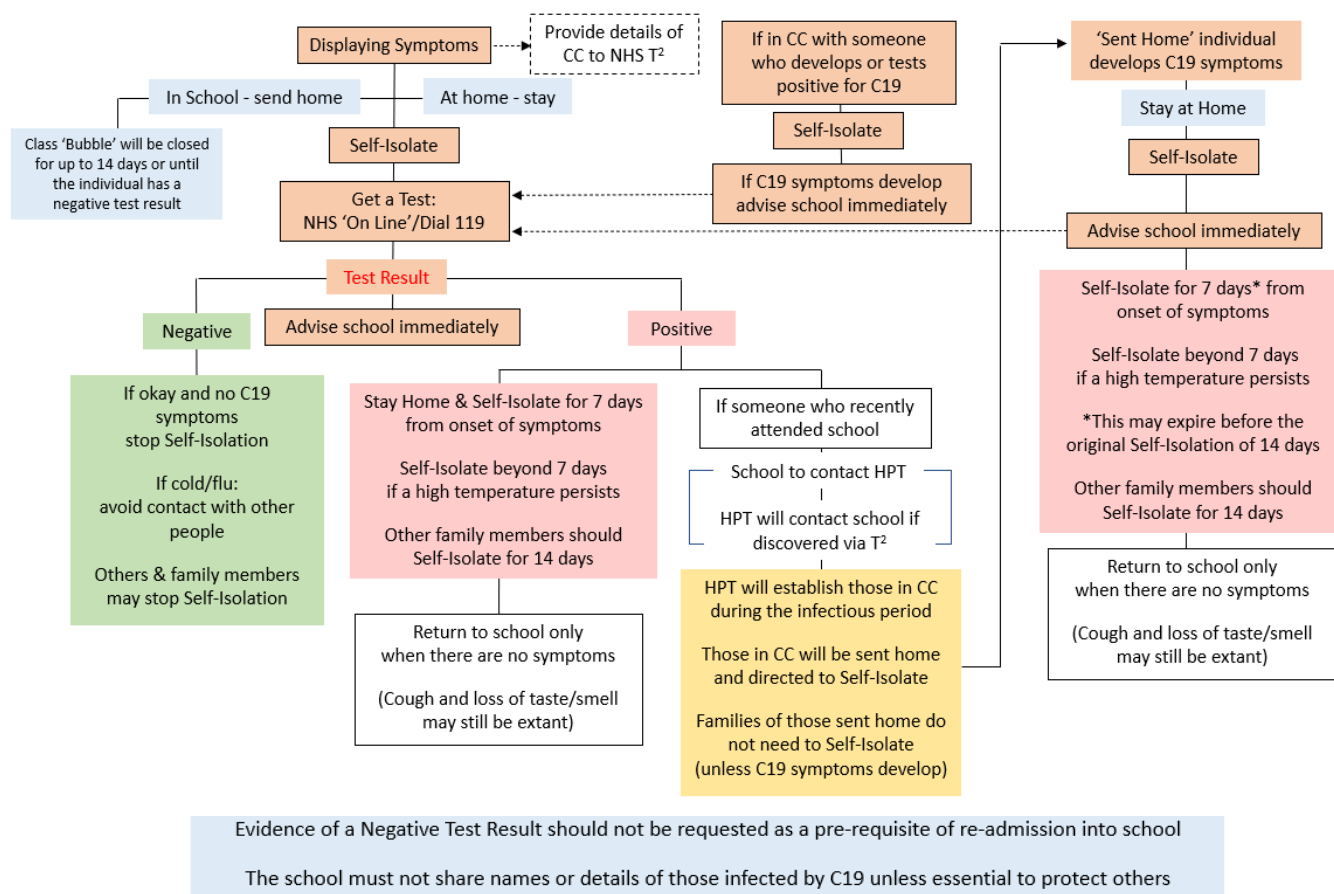 Displaying Symptoms
Provide details of
CC to NHS T²
In School - send home
At home - stay
Class ‘Bubble’ will be closed
for up to 14 days or until
the individual has a
negative test result
Self-Isolate
Get a Test:
NHS ‘On Line’/Dial 119
If in CC with someone
who develops or tests
positive for C19
Self-Isolate
If C19 symptoms develop
advise school immediately
‘Sent Home’ individual
develops C19 symptoms
Stay at Home
Self-Isolate
Advise school immediately
Test Result
Advise school immediately
Negative
Positive
If okay and no C19
symptoms
stop Self-Isolation
If cold/flu:
avoid contact with other
people
Others & family members
may stop Self-Isolation
Stay Home & Self-Isolate for 7 days
from onset of symptoms
Self-Isolate beyond 7 days
if a high temperature persists
Other family members should
Self-Isolate for 14 days
Return to school only
when there are no symptoms
(Cough and loss of taste/smell
may still be extant)
If someone who recently
attended school
School to contact HPT
HPT will contact school if
discovered via T²
HPT will establish those in CC
during the infectious period
Those in CC will be sent home
and directed to Self-Isolate
Families of those sent home do
not need to Self-Isolate
(unless C19 symptoms develop)
Self-Isolate for 7 days* from
onset of symptoms
Self-Isolate beyond 7 days
if a high temperature persists
*This may expire before the
original Self-Isolation of 14 days
Other family members should
Self-Isolate for 14 days
Return to school only
when there are no symptoms
(Cough and loss of taste/smell
may still be extant)
Evidence of a Negative Test Result should not be requested as a pre-requisite of re-admission into school
The school must not share names or details of those infected by C19 unless essential to protect others